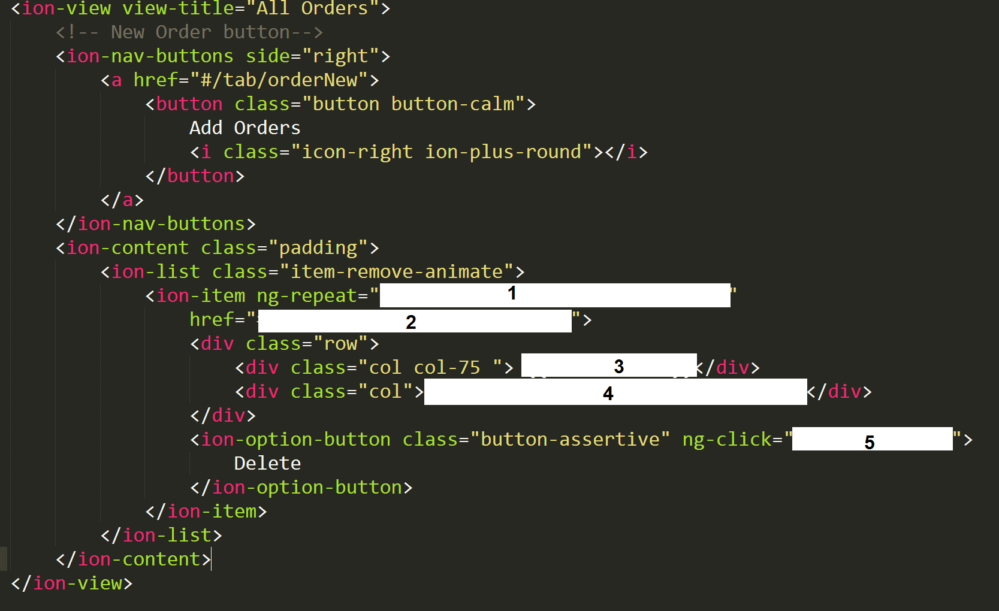 <ion-view view-title="All Orders">
<!-- New Order button-->
<ion-nav-buttons side="right">
<a href="#/tab/orderNew">
<button class="button button-calm">
Add Orders
<i class="icon-right ion-plus-round"></i>
</button>
</a>
</ion-nav-buttons>
<ion-content class="padding">
<ion-list class="item-remove-animate">
<ion-item ng-repeat="1"
href="2">
<div class="row">
<div class="col col-75 "> 3</div>
<div class="col">4</div>
</div>
<ion-option-button class="button-assertive" ng-click="5">
Delete
</ion-option-button>
</ion-item>
</ion-list>
</ion-content>
</ion-view>